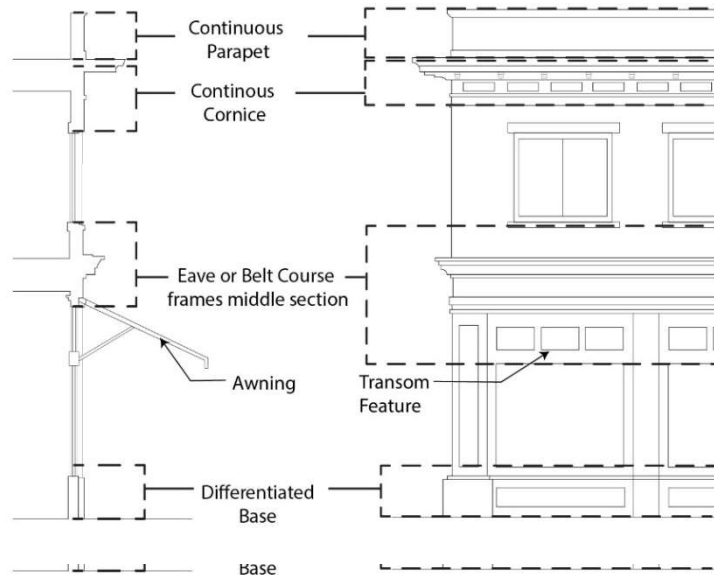 Continuous
Parapet
Continous
Cornice
Eave or Belt Course
frames middle section
Awning
Transom
Feature
Differentiated
Base
Base